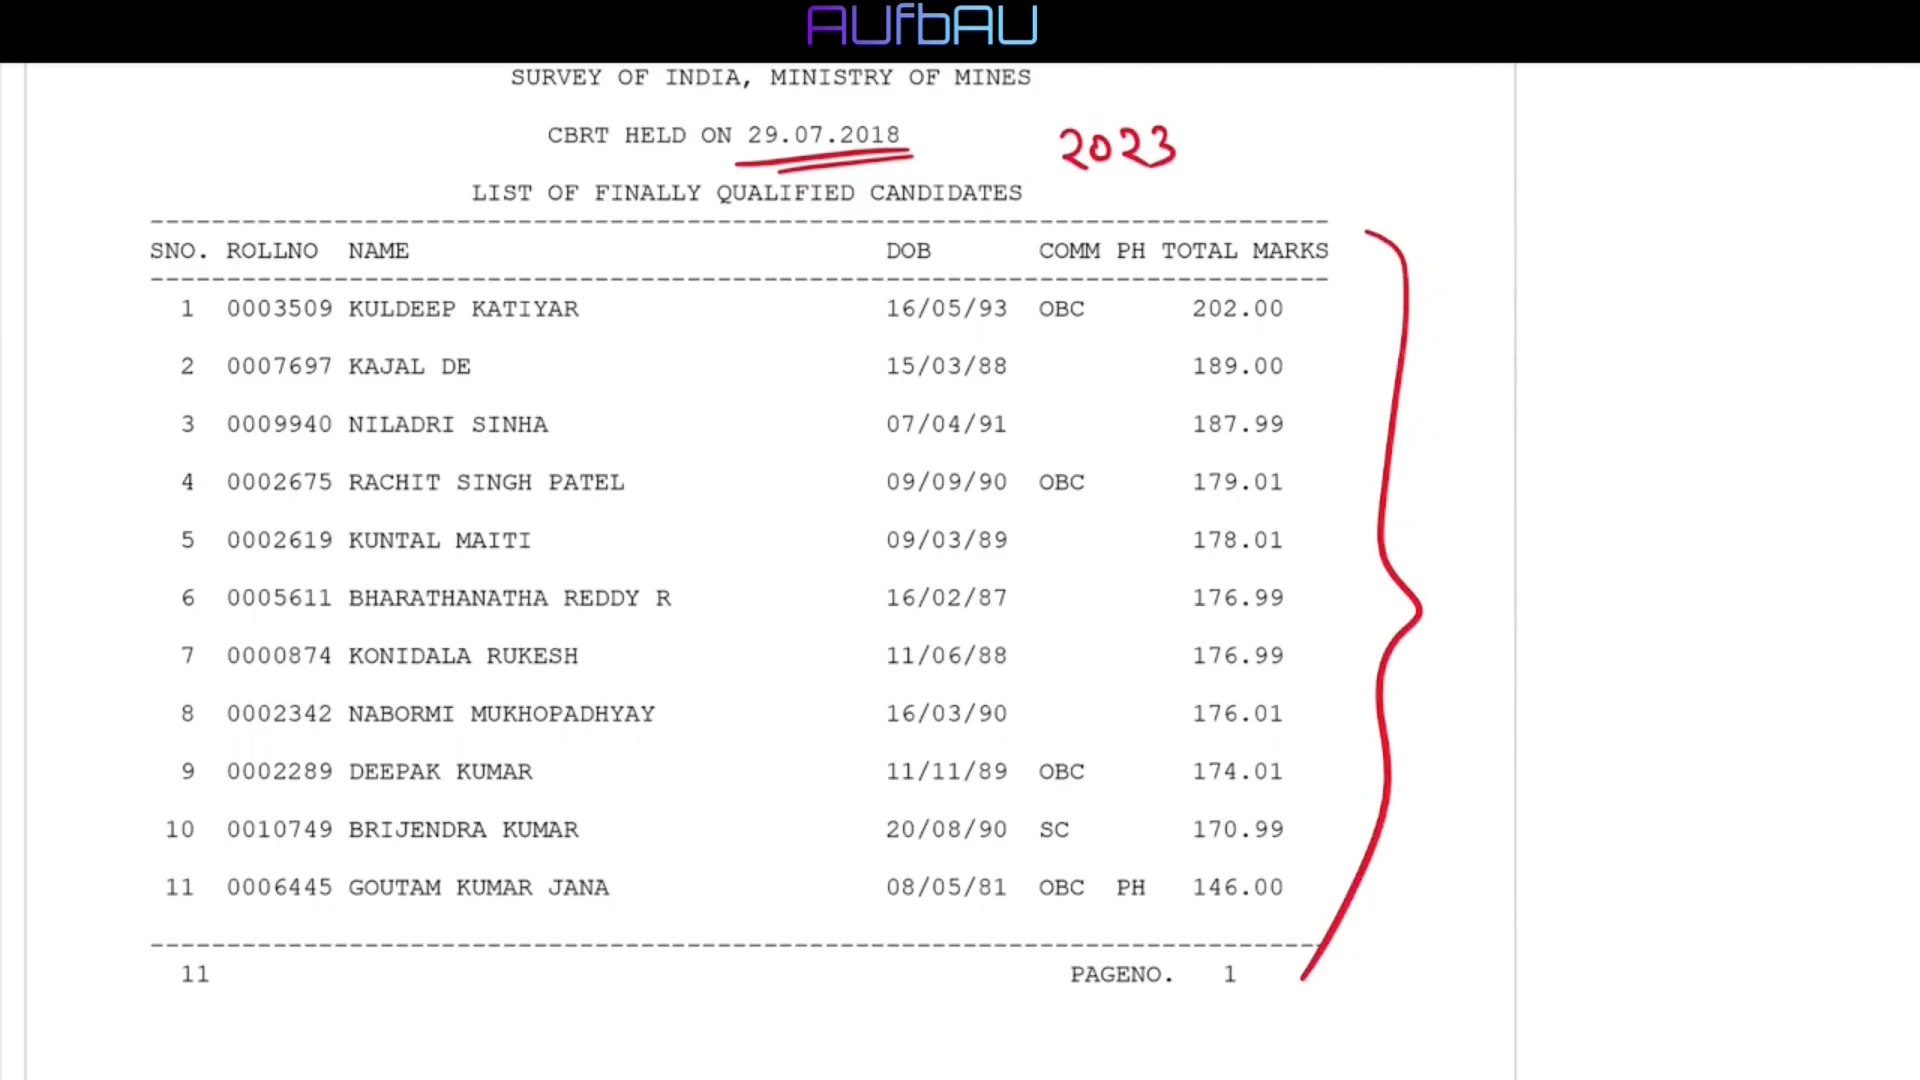 AUFBAU
SURVEY OF INDIA, MINISTRY OF MINES
CBRT HELD ON 29.07.2018 2023
LIST OF FINALLY QUALIFIED CANDIDATES
SNO. ROLLNO NAME DOB COMM PH TOTAL MARKS
1 0003509 KULDEEP KATIYAR 16/05/93 OBC 202.00
2 0007697 KAJAL DE 15/03/88 189.00
3 0009940 NILADRI SINHA 07/04/91 187.99
4 0002675 RACHIT SINGH PATEL 09/09/90 OBC 179.01
5 0002619 KUNTAL MAITI 09/03/89 178.01
6 0005611 BHARATHANATHA REDDY R 16/02/87 176.99
7 0000874 KONIDALA RUKESH 11/06/88 176.99
8 0002342 NABORMI MUKHOPADHYAY 16/03/90 176.01
9 0002289 DEEPAK KUMAR 11/11/89 OBC 174.01
10 0010749 BRIJENDRA KUMAR 20/08/90 SC 170.99
11 0006445 GOUTAM KUMAR JANA 08/05/81 OBC PH 146.00
11 PAGENO. 1